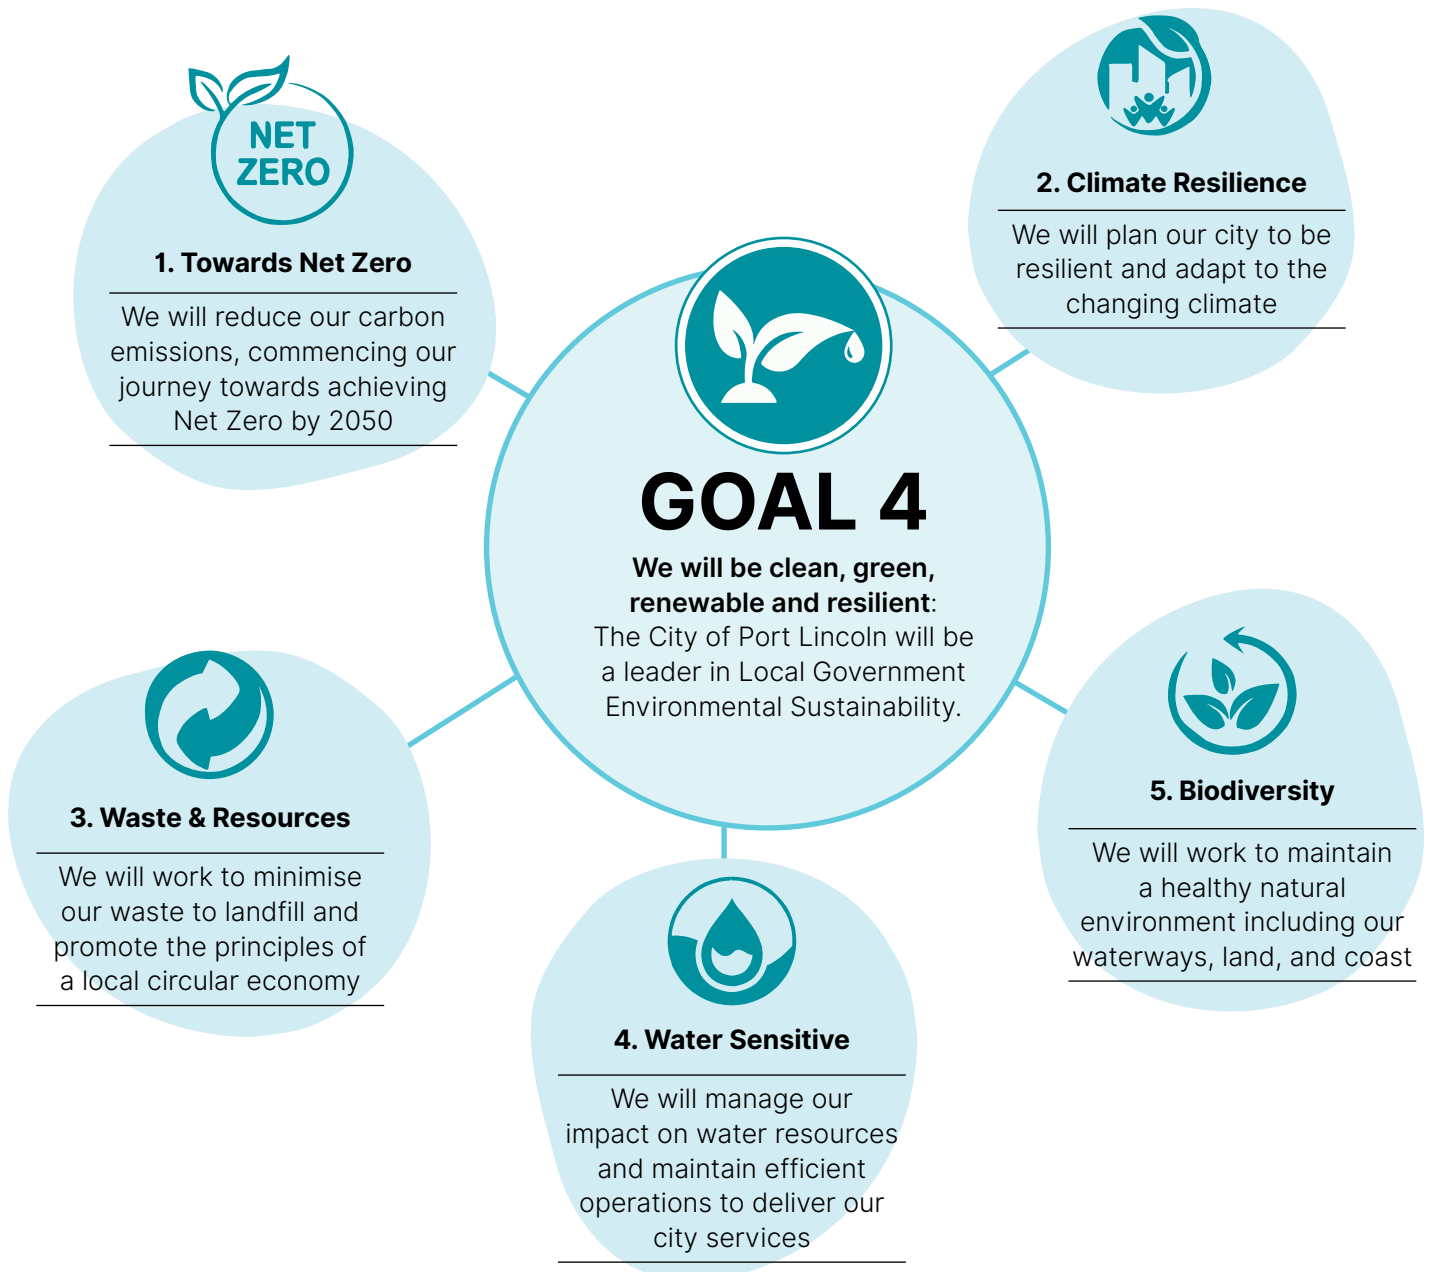 NET
ZERO
1. Towards Net Zero
We will reduce our carbon
emissions, commencing our
journey towards achieving
Net Zero by 2050
2. Climate Resilience
We will plan our city to be
resilient and adapt to the
changing climate
GOAL 4
We will be clean, green,
renewable and resilient:
The City of Port Lincoln will be
a leader in Local Government
Environmental Sustainability.
3. Waste & Resources
We will work to minimise
our waste to landfill and
promote the principles of
a local circular economy
4. Water Sensitive
We will manage our
impact on water resources
and maintain efficient
operations to deliver our
city services
5. Biodiversity
We will work to maintain
a healthy natural
environment including our
waterways, land, and coast